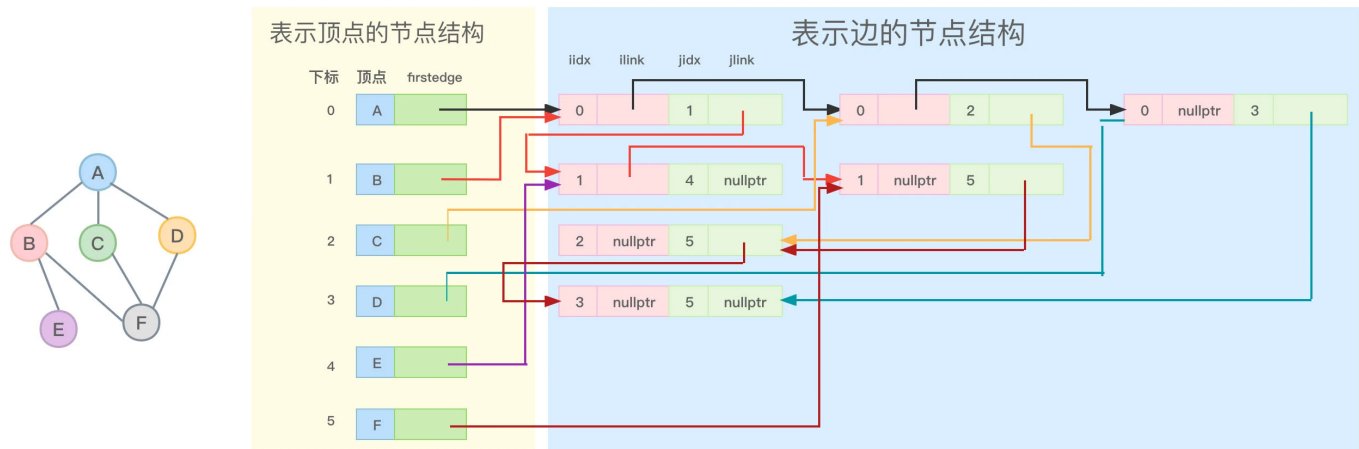 表示顶点的节点结构
表示边的节点结构
iidx ilink jidx jlink
下标 顶点 firstedge
0 A 0 1 0 2 0 nullptr 3
A
1 B 1 4 nullptr 1 nullptr 5
B C D
2 C 2 nullptr 5
3 D 3 nullptr 5 nullptr
E F
4 E
5 F